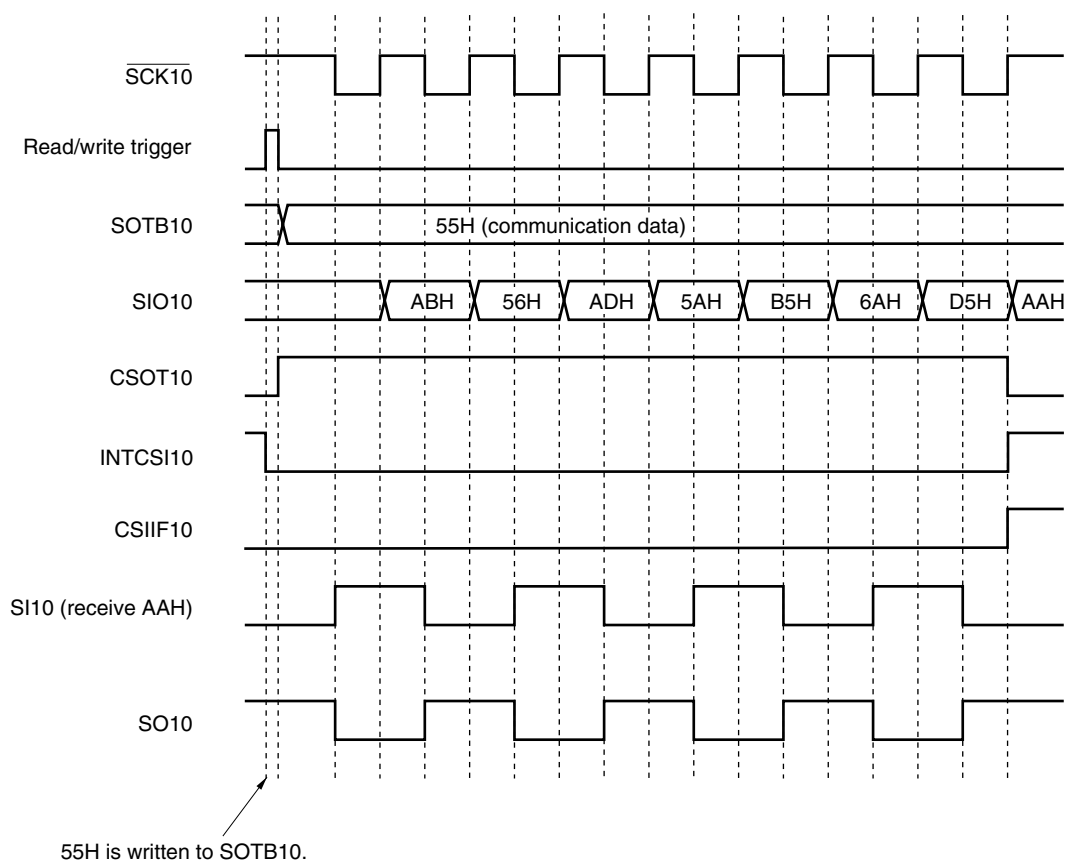 SCK10
Read/write trigger
SOTB10
55H (communication data)
SIO10
ABH
56H
ADH
5AH
B5H
6AH
D5H
AAH
CSOT10
INTCSI10
CSIIF10
SI10 (receive AAH)
SO10
55H is written to SOTB10.